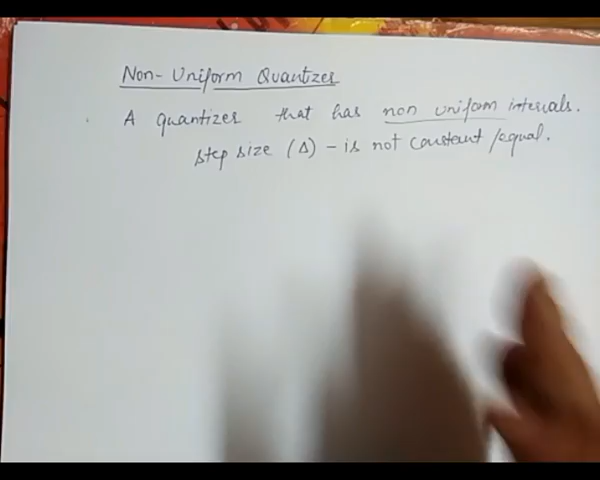 Non-Uniform Quantizer
A quantizer that has non uniform intervals.
step size (Δ) - is not constant /equal.